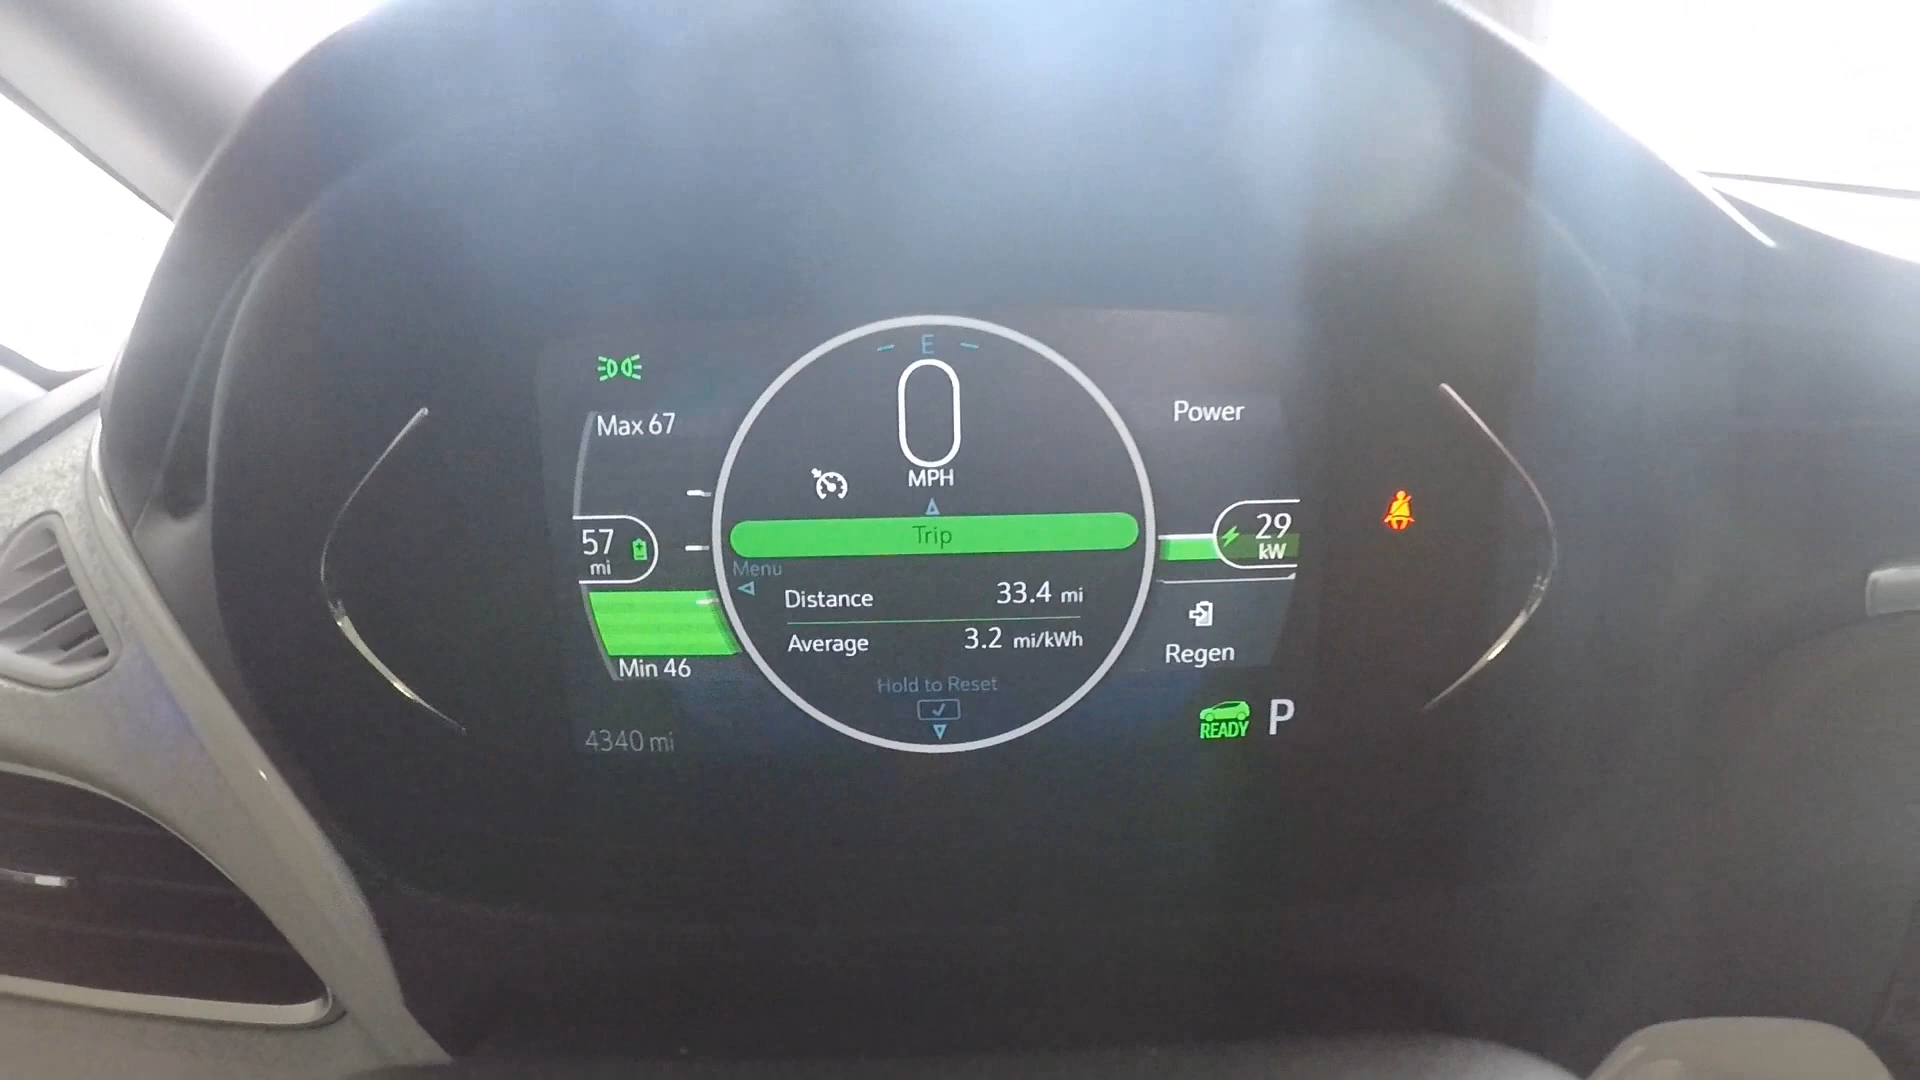 E
0
MPH
Max 67
57
mi
Min 46
4340 mi
Trip
Menu
Distance 33.4 mi
Average 3.2 mi/kWh
Hold to Reset
Power
29
kW
Regen
READY P